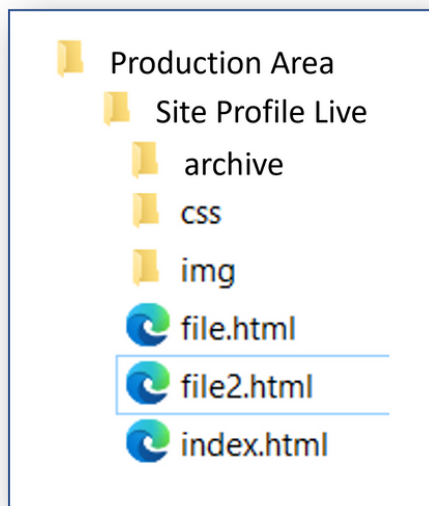 Production Area
Site Profile Live
archive
css
img
file.html
file2.html
index.html